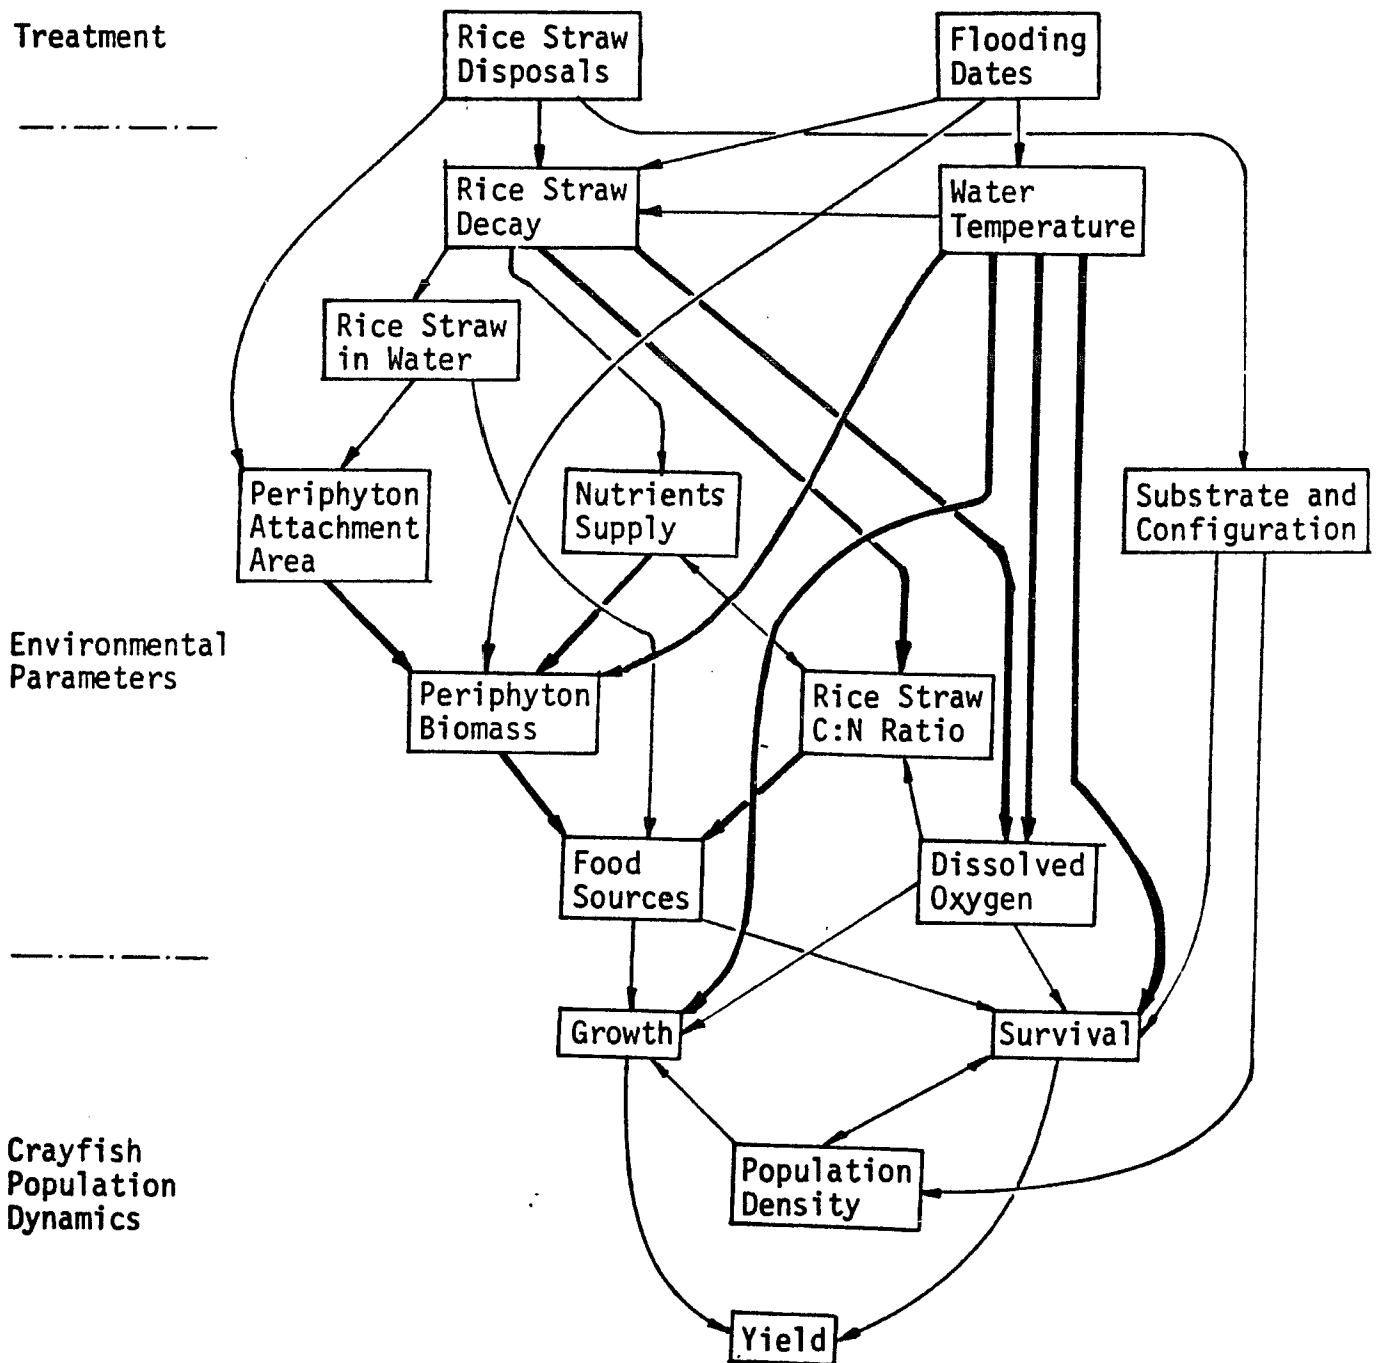 Treatment
Rice Straw
Disposals
Flooding
Dates
Rice Straw
Decay
Water
Temperature
Rice Straw
in Water
Periphyton
Attachment
Area
Nutrients
Supply
Substrate and
Configuration
Environmental
Parameters
Periphyton
Biomass
Rice Straw
C:N Ratio
Food
Sources
Dissolved
Oxygen
Growth
Survival
Crayfish
Population
Dynamics
Population
Density
Yield